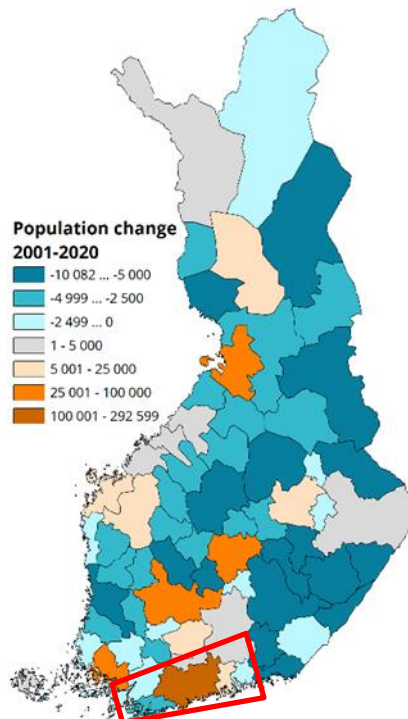 Population change
2001-2020
-10 082 ... -5 000
-4 999 ... -2 500
-2 499 ... 0
1 - 5 000
5 001 - 25 000
25 001 - 100 000
100 001 - 292 599